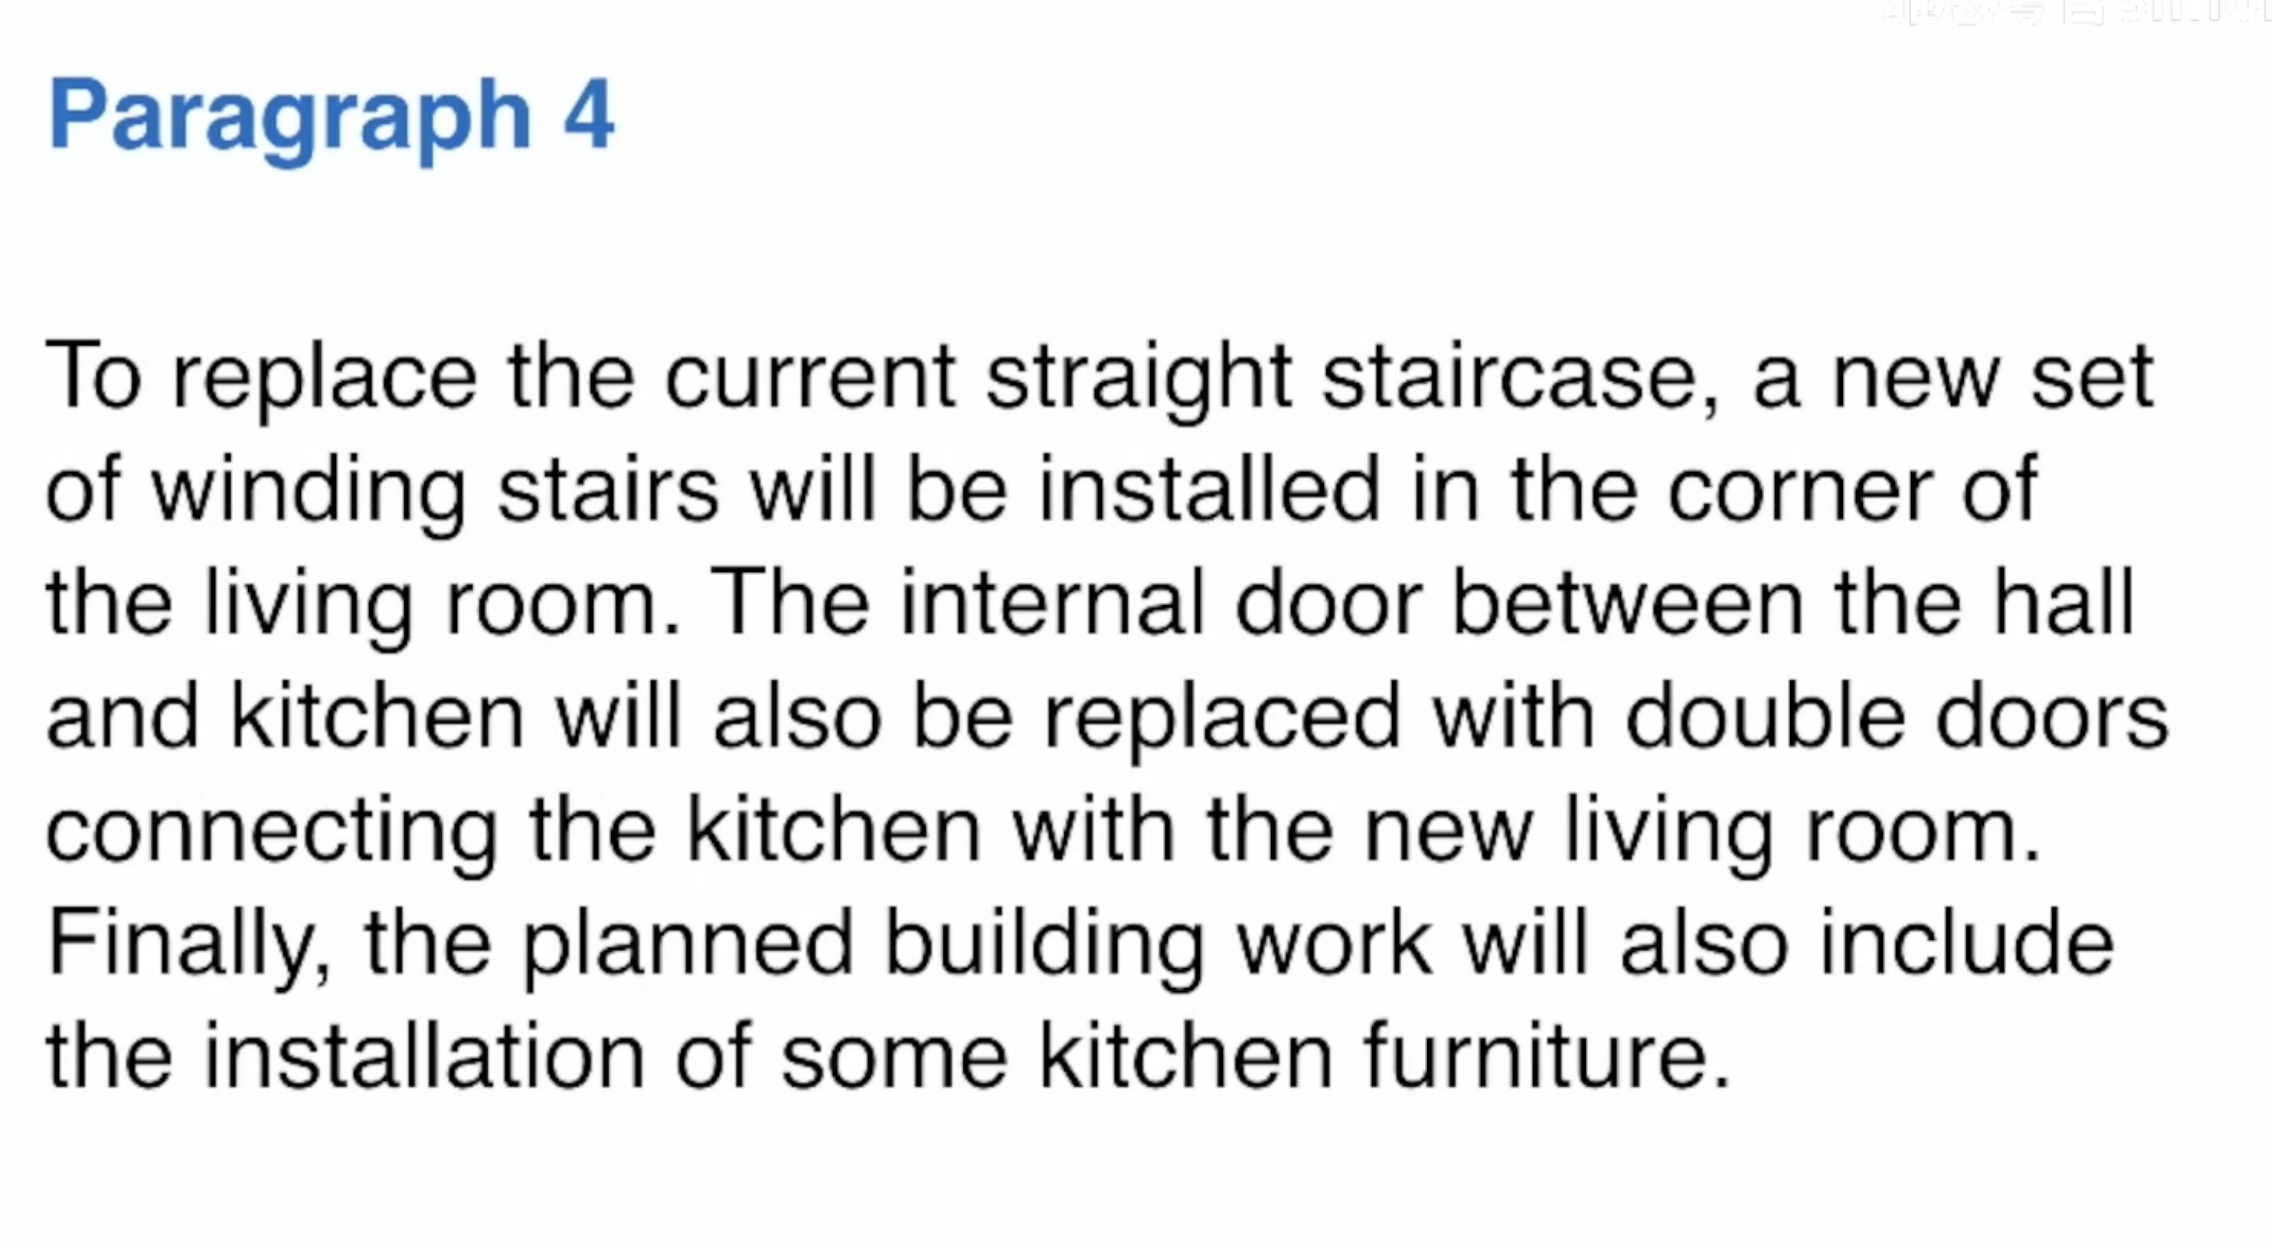 Paragraph 4
To replace the current straight staircase, a new set
of winding stairs will be installed in the corner of
the living room. The internal door between the hall
and kitchen will also be replaced with double doors
connecting the kitchen with the new living room.
Finally, the planned building work will also include
the installation of some kitchen furniture.